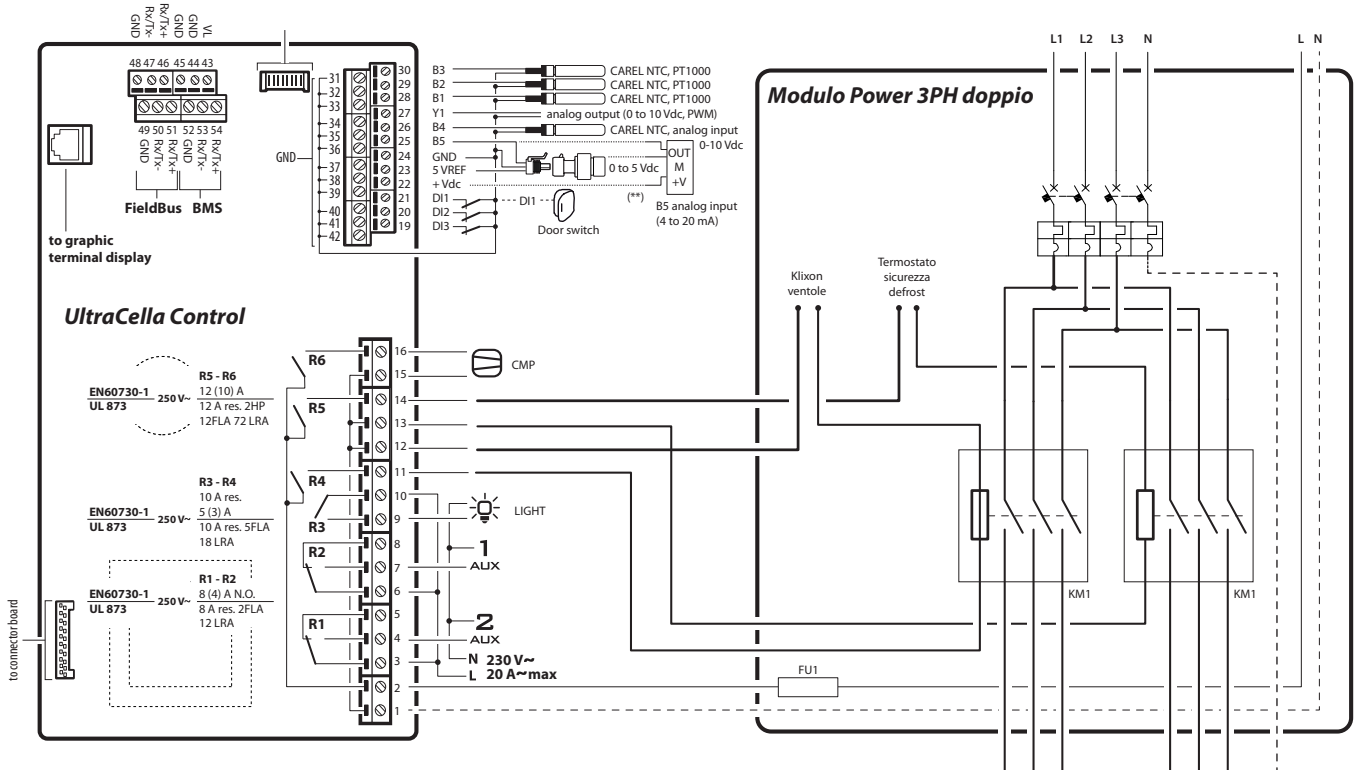 GND
Rx/Tx-
Rx/Tx+
GND
GND
VL
48 47 46 45 44 43
49 50 51 52 53 54
GND
Rx/Tx-
Rx/Tx+
GND
Rx/Tx-
Rx/Tx+
FieldBus BMS
to graphic
terminal display
GND
31
32
33
34
35
36
37
38
39
40
41
42
30
29
28
27
26
25
24
23
22
21
20
19
B3
B2
B1
Y1
B4
B5
GND
5 VREF
+ Vdc
DI1
DI2
DI3
CAREL NTC, PT1000
CAREL NTC, PT1000
CAREL NTC, PT1000
analog output (0 to 10 Vdc, PWM)
CAREL NTC, analog input
0-10 Vdc
OUT
M
+V
0 to 5 Vdc
(**)
B5 analog input
(4 to 20 mA)
DI1
Door switch
L1 L2 L3 N
L N
Modulo Power 3PH doppio
Klixon
ventole
Termostato
sicurezza
defrost
KM1
KM1
FU1
UltraCella Control
EN60730-1
UL 873
250 V~
R5 - R6
12 (10) A
12 A res. 2HP
12FLA 72 LRA
EN60730-1
UL 873
250 V~
R3 - R4
10 A res.
5 (3) A
10 A res. 5FLA
18 LRA
EN60730-1
UL 873
250 V~
R1 - R2
8 (4) A N.O.
8 A res. 2FLA
12 LRA
R6
R5
R4
R3
R2
R1
16
15
14
13
12
11
10
9
8
7
6
5
4
3
2
1
CMP
LIGHT
1
AUX
2
AUX
N 230 V~
L 20 A~max
to connector board